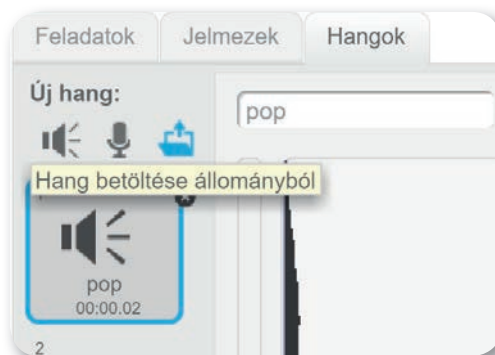 Feladatok Jelmezek Hangok
Új hang:
pop
Hang betöltése állományból
pop
00:00.02
2